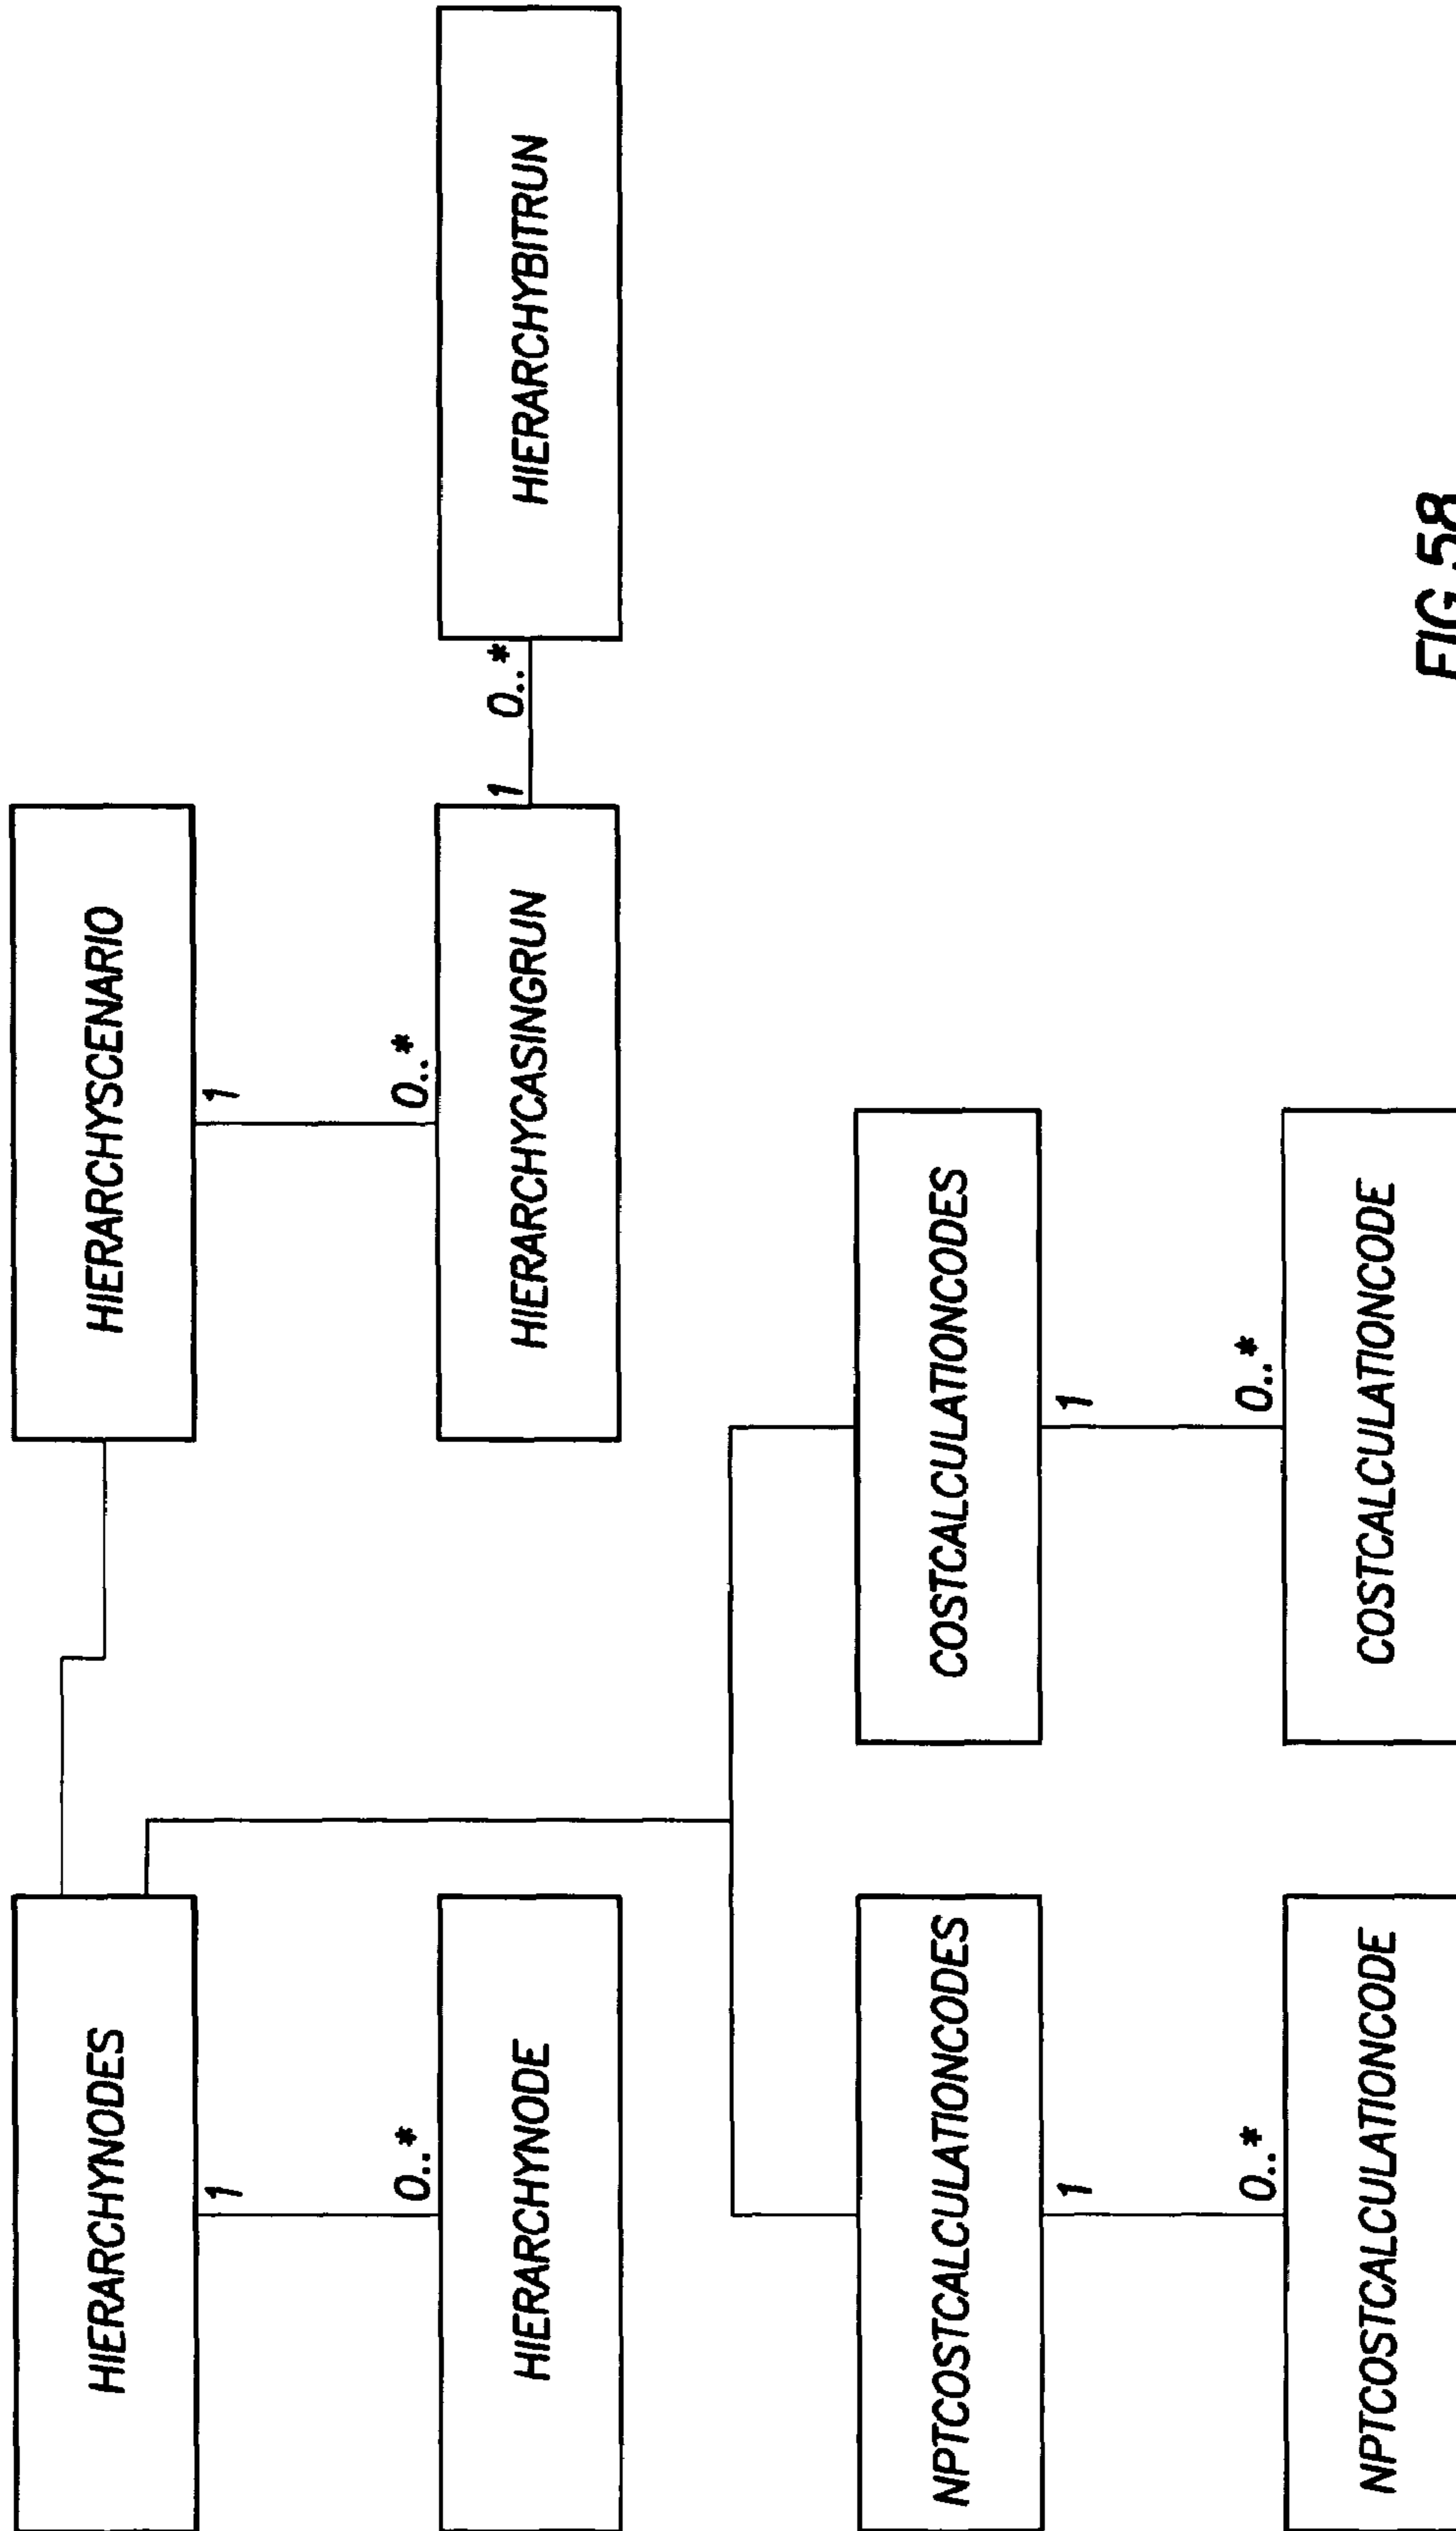 HIERARCHYNODES
HIERARCHYSCENARIO
1
1
0..*
0..*
HIERARCHYNODE
HIERARCHYCASINGRUN
1
0..*
HIERARCHYBITRUN
NPTCOSTCALCULATIONCODES
COSTCALCULATIONCODES
1
1
0..*
0..*
NPTCOSTCALCULATIONCODE
COSTCALCULATIONCODE
FIG.58